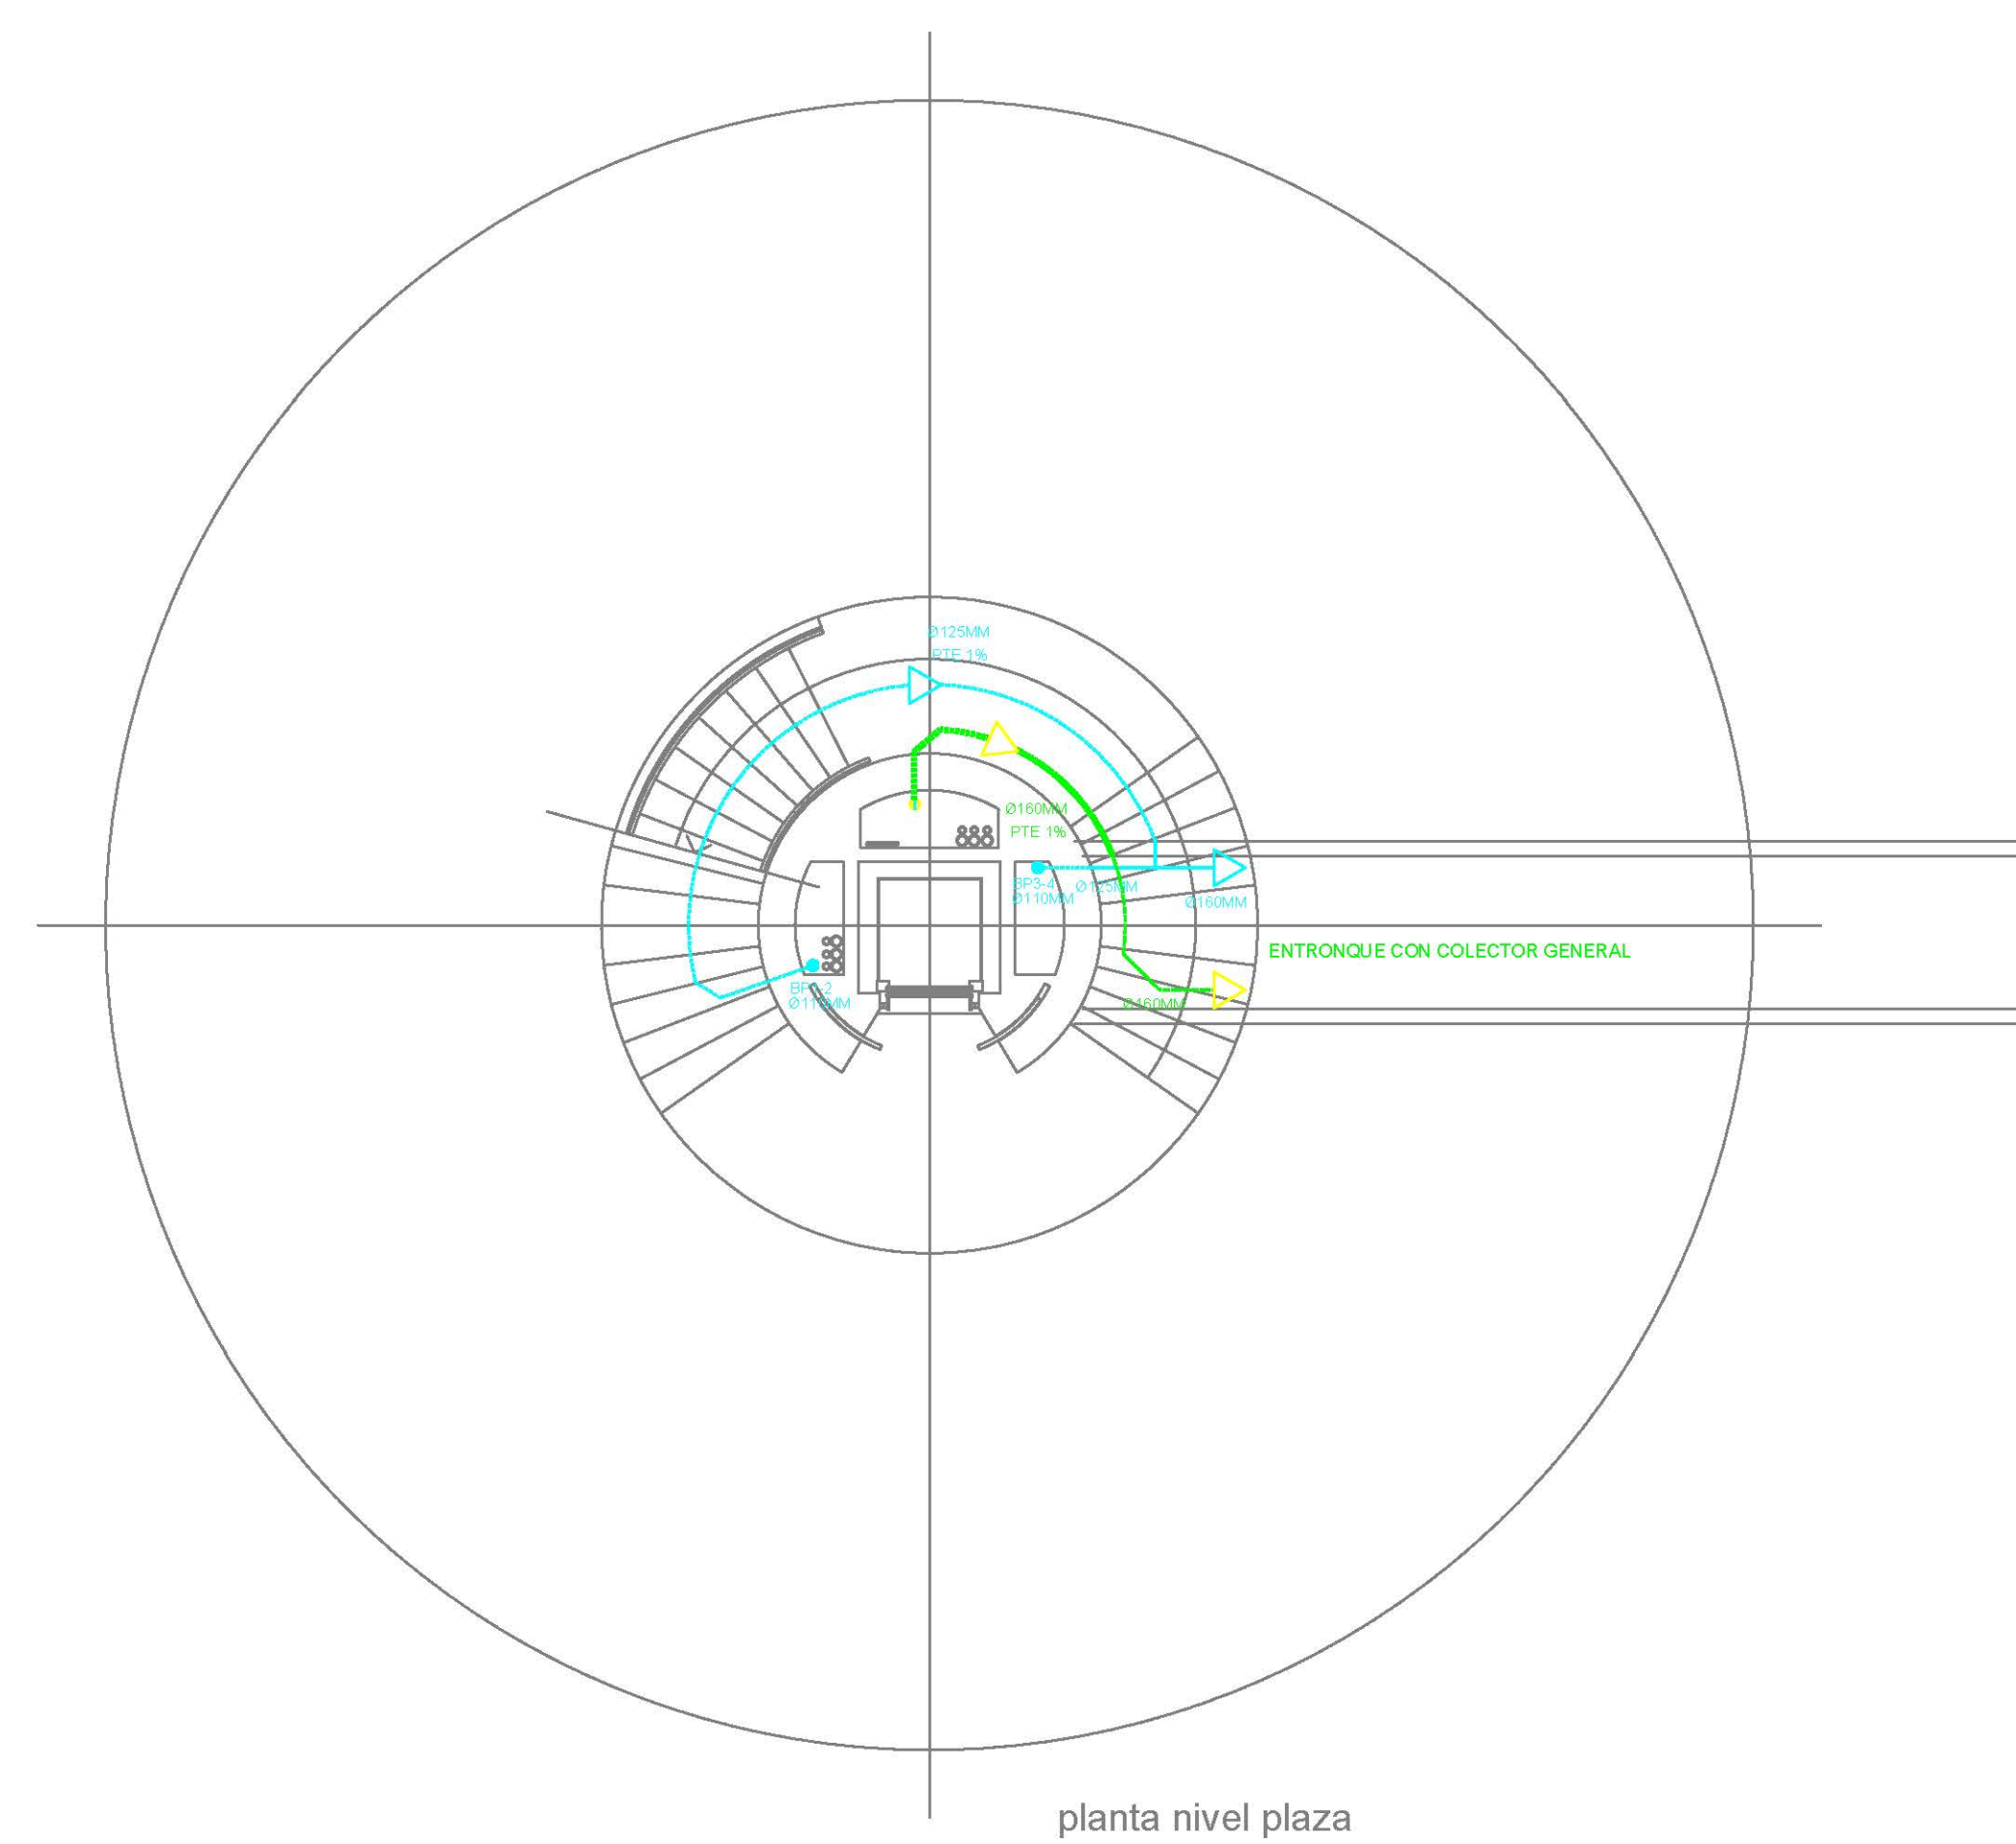 Ø125MM
PTE 1%
Ø160MM
PTE 1%
BP3-4
Ø110MM
Ø125MM
Ø160MM
ENTRONQUE CON COLECTOR GENERAL
Ø110MM
Ø160MM
planta nivel plaza